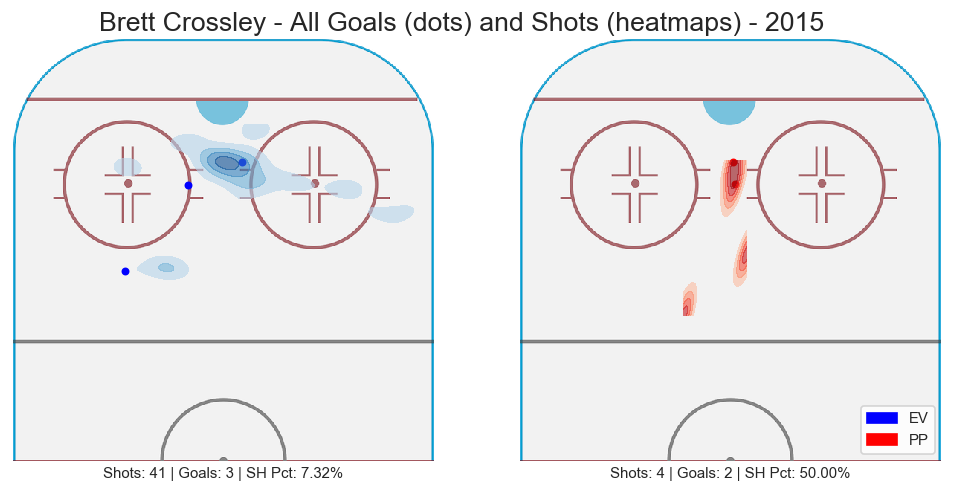 Brett Crossley - All Goals (dots) and Shots (heatmaps) - 2015
EV
PP
Shots: 41 | Goals: 3 | SH Pct: 7.32%
Shots: 4 | Goals: 2 | SH Pct: 50.00%